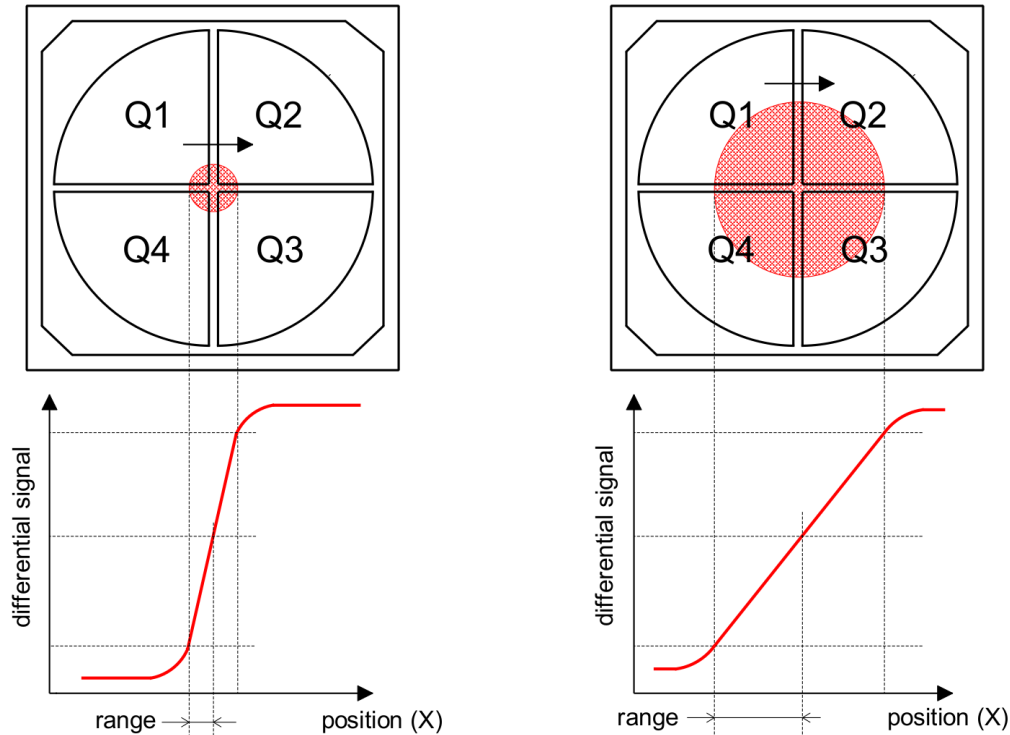 Q1 Q2
Q4 Q3
differential signal
range position (X)
Q1 Q2
Q4 Q3
differential signal
range position (X)